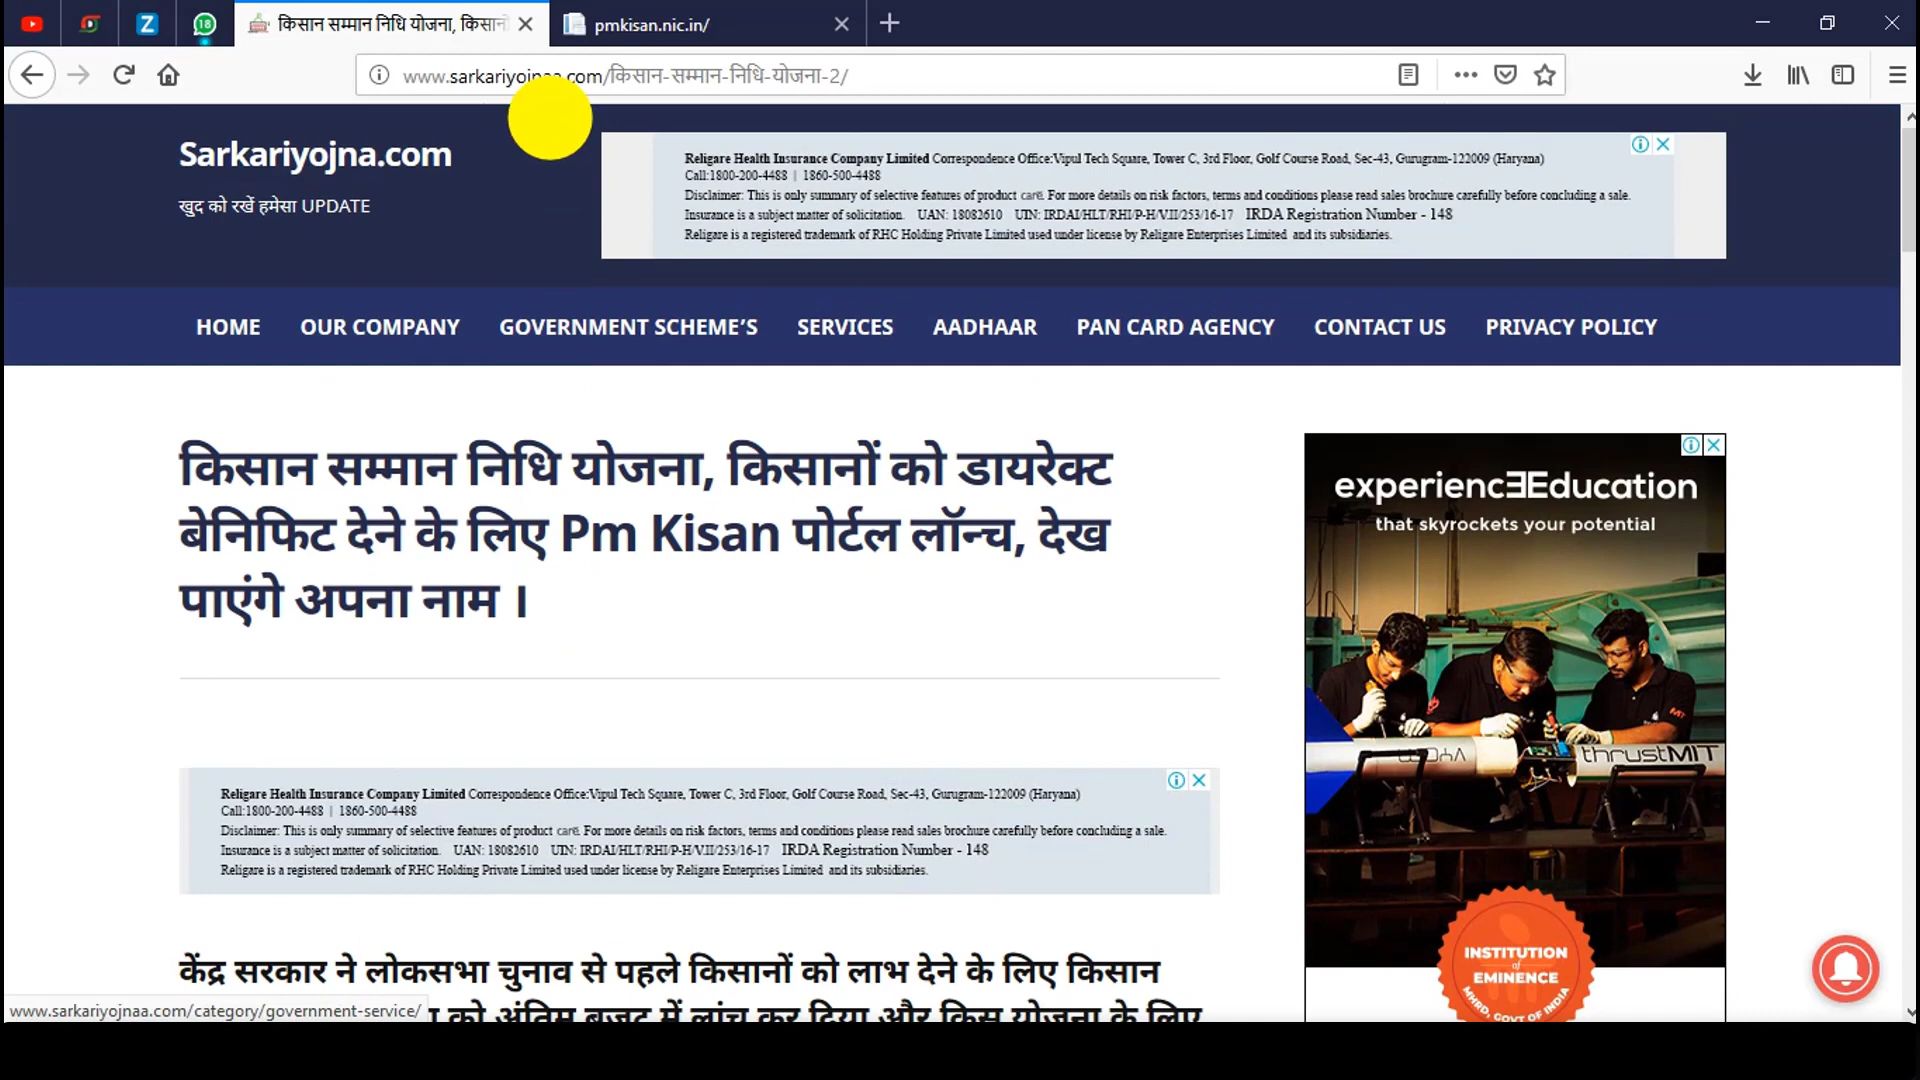 18
किसान सम्मान निधि योजना, किसानो
pmkisan.nic.in/
www.sarkariyojnaa.com/किसान-सम्मान-निधि-योजना-2/
Sarkariyojna.com
खुद को रखें हमेसा UPDATE
Religare Health Insurance Company Limited Correspondence Office:Vipul Tech Square, Tower C, 3rd Floor, Golf Course Road, Sec-43, Gurugram-122009 (Haryana)
Call:1800-200-4488 | 1860-500-4488
Disclaimer: This is only summary of selective features of product care. For more details on risk factors, terms and conditions please read sales brochure carefully before concluding a sale.
Insurance is a subject matter of solicitation. UAN: 18082610 UIN: IRDAI/HLT/RHI/P-H/V.II/253/16-17 IRDA Registration Number - 148
Religare is a registered trademark of RHC Holding Private Limited used under license by Religare Enterprises Limited and its subsidiaries.
HOME OUR COMPANY GOVERNMENT SCHEME'S SERVICES AADHAAR PAN CARD AGENCY CONTACT US PRIVACY POLICY
किसान सम्मान निधि योजना, किसानों को डायरेक्ट
बेनिफिट देने के लिए Pm Kisan पोर्टल लॉन्च, देख
पाएंगे अपना नाम ।
experiencEEducation
that skyrockets your potential
thrustMIT
INSTITUTION
of
EMINENCE
MHRD, GOVT OF INDIA
Religare Health Insurance Company Limited Correspondence Office:Vipul Tech Square, Tower C, 3rd Floor, Golf Course Road, Sec-43, Gurugram-122009 (Haryana)
Call:1800-200-4488 | 1860-500-4488
Disclaimer: This is only summary of selective features of product care. For more details on risk factors, terms and conditions please read sales brochure carefully before concluding a sale.
Insurance is a subject matter of solicitation. UAN: 18082610 UIN: IRDAI/HLT/RHI/P-H/V.II/253/16-17 IRDA Registration Number - 148
Religare is a registered trademark of RHC Holding Private Limited used under license by Religare Enterprises Limited and its subsidiaries.
केंद्र सरकार ने लोकसभा चुनाव से पहले किसानों को लाभ देने के लिए किसान
को अंतिम बजट में लांच कर दिया और किस योजना के लिए
www.sarkariyojnaa.com/category/government-service/